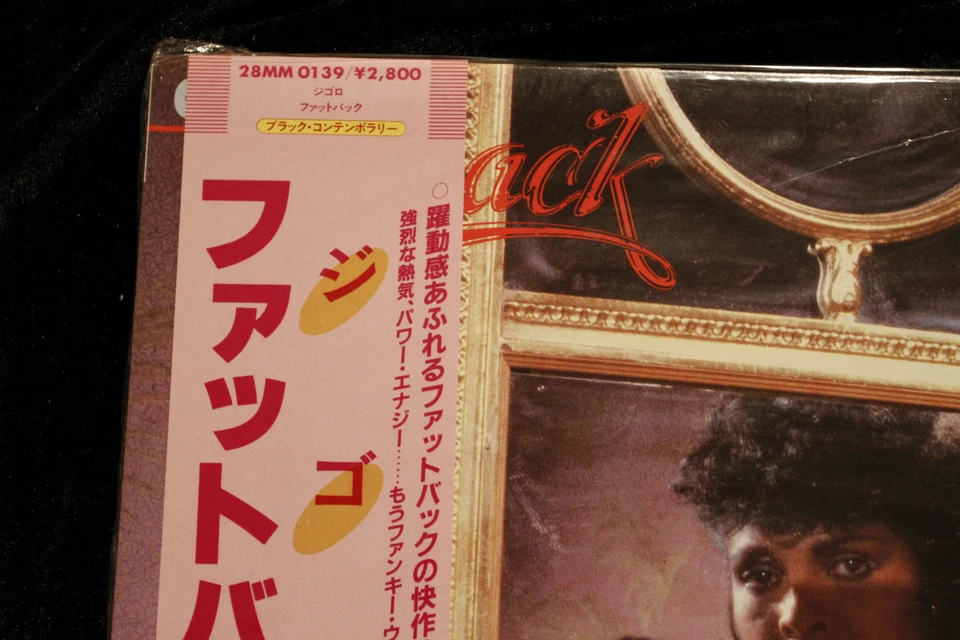 28MM 0139/¥2,800
ジゴロ
ファットバック
ブラック・コンテンポラリー
ack
○躍動感あふれるファットバックの快作
強烈な熱気、パワー・エナジー……もうファンキー・ウ
ジゴ
ファットバ